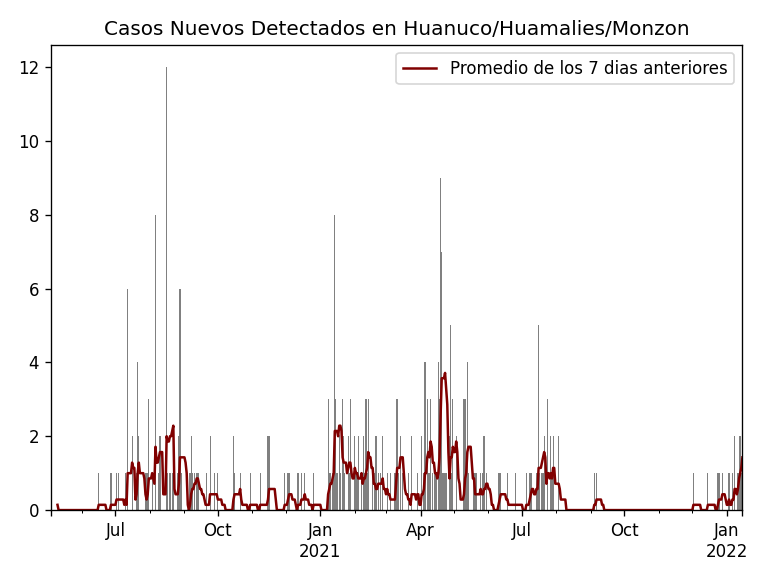 Casos Nuevos Detectados en Huanuco/Huamalies/Monzon
Promedio de los 7 dias anteriores
12
10
8
6
4
2
0
Jul
Oct
Jan
2021
Apr
Jul
Oct
Jan
2022